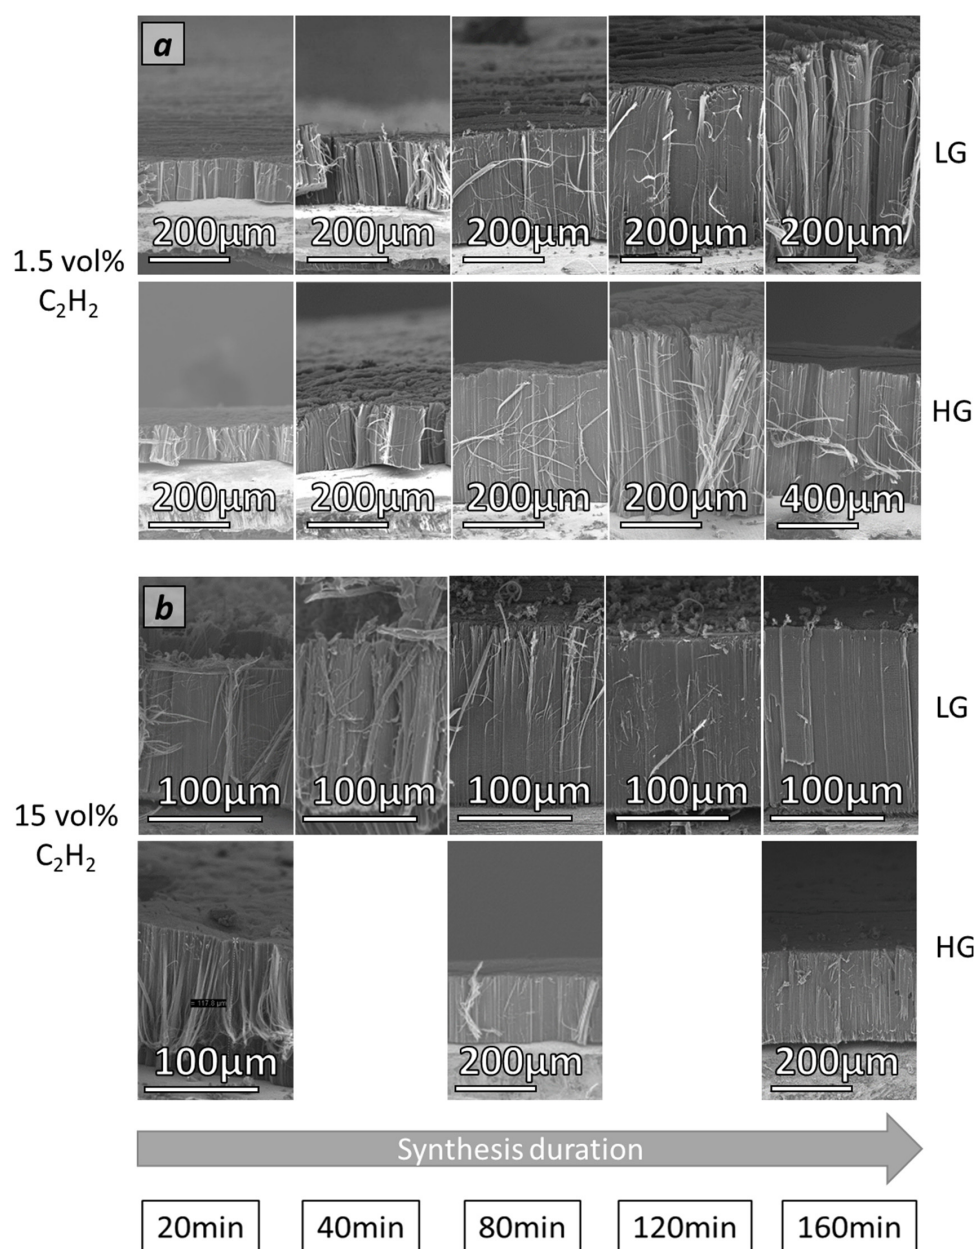 a
200µm 200µm 200µm 200µm 200µm
LG
1.5 vol%
C₂H₂
200µm 200µm 200µm 200µm 400µm
HG
b
100µm 100µm 100µm 100µm 100µm
LG
15 vol%
C₂H₂
100µm 200µm 200µm
HG
Synthesis duration
20min 40min 80min 120min 160min